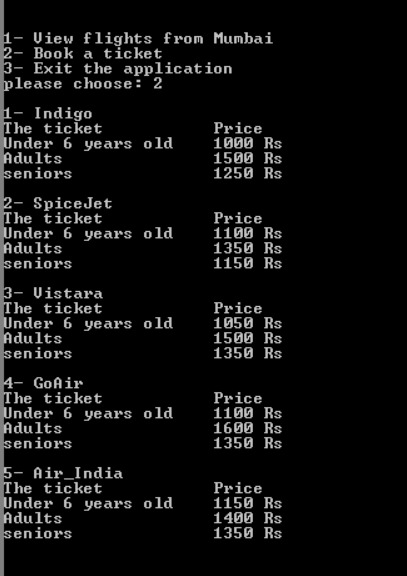 1- View flights from Mumbai
2- Book a ticket
3- Exit the application
please choose: 2
1- Indigo
The ticket Price
Under 6 years old 1000 Rs
Adults 1500 Rs
seniors 1250 Rs
2- SpiceJet
The ticket Price
Under 6 years old 1100 Rs
Adults 1350 Rs
seniors 1150 Rs
3- Vistara
The ticket Price
Under 6 years old 1050 Rs
Adults 1500 Rs
seniors 1350 Rs
4- GoAir
The ticket Price
Under 6 years old 1100 Rs
Adults 1600 Rs
seniors 1350 Rs
5- Air_India
The ticket Price
Under 6 years old 1150 Rs
Adults 1400 Rs
seniors 1350 Rs